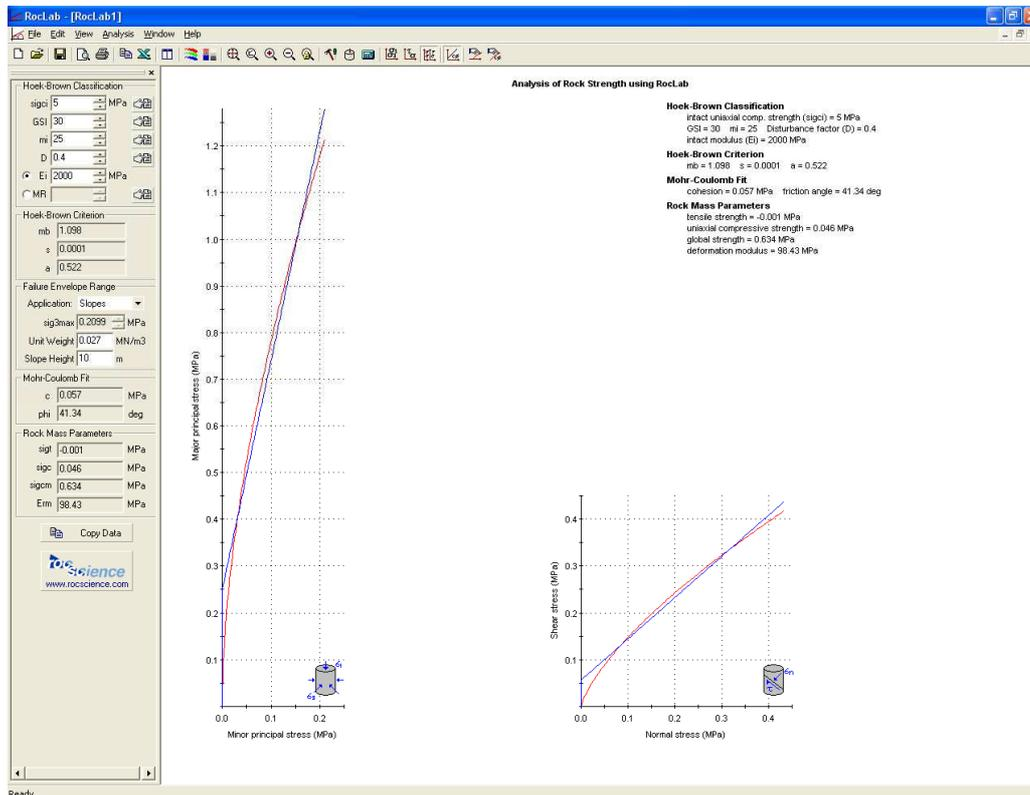 RocLab - [RocLab1]
File Edit View Analysis Window Help
Hoek-Brown Classification
sigci 5 MPa
GSI 30
mi 25
D 0.4
Ei 2000 MPa
MR
Hoek-Brown Criterion
mb 1.098
s 0.0001
a 0.522
Failure Envelope Range
Application: Slopes
sig3max 0.2099 MPa
Unit Weight 0.027 MN/m3
Slope Height 10 m
Mohr-Coulomb Fit
c 0.057 MPa
phi 41.34 deg
Rock Mass Parameters
sigt -0.001 MPa
sigc 0.046 MPa
sigcm 0.634 MPa
Erm 98.43 MPa
Copy Data
rocscience
www.rocscience.com
Ready
Analysis of Rock Strength using RocLab
Hoek-Brown Classification
intact uniaxial comp. strength (sigci) = 5 MPa
GSI = 30 mi = 25 Disturbance factor (D) = 0.4
intact modulus (Ei) = 2000 MPa
Hoek-Brown Criterion
mb = 1.098 s = 0.0001 a = 0.522
Mohr-Coulomb Fit
cohesion = 0.057 MPa friction angle = 41.34 deg
Rock Mass Parameters
tensile strength = -0.001 MPa
uniaxial compressive strength = 0.046 MPa
global strength = 0.634 MPa
deformation modulus = 98.43 MPa
Major principal stress (MPa)
1.2
1.1
1.0
0.9
0.8
0.7
0.6
0.5
0.4
0.3
0.2
0.1
0.0 0.1 0.2
Minor principal stress (MPa)
σ1
σ3
Shear stress (MPa)
0.4
0.3
0.2
0.1
0.0 0.1 0.2 0.3 0.4
Normal stress (MPa)
σn
τ